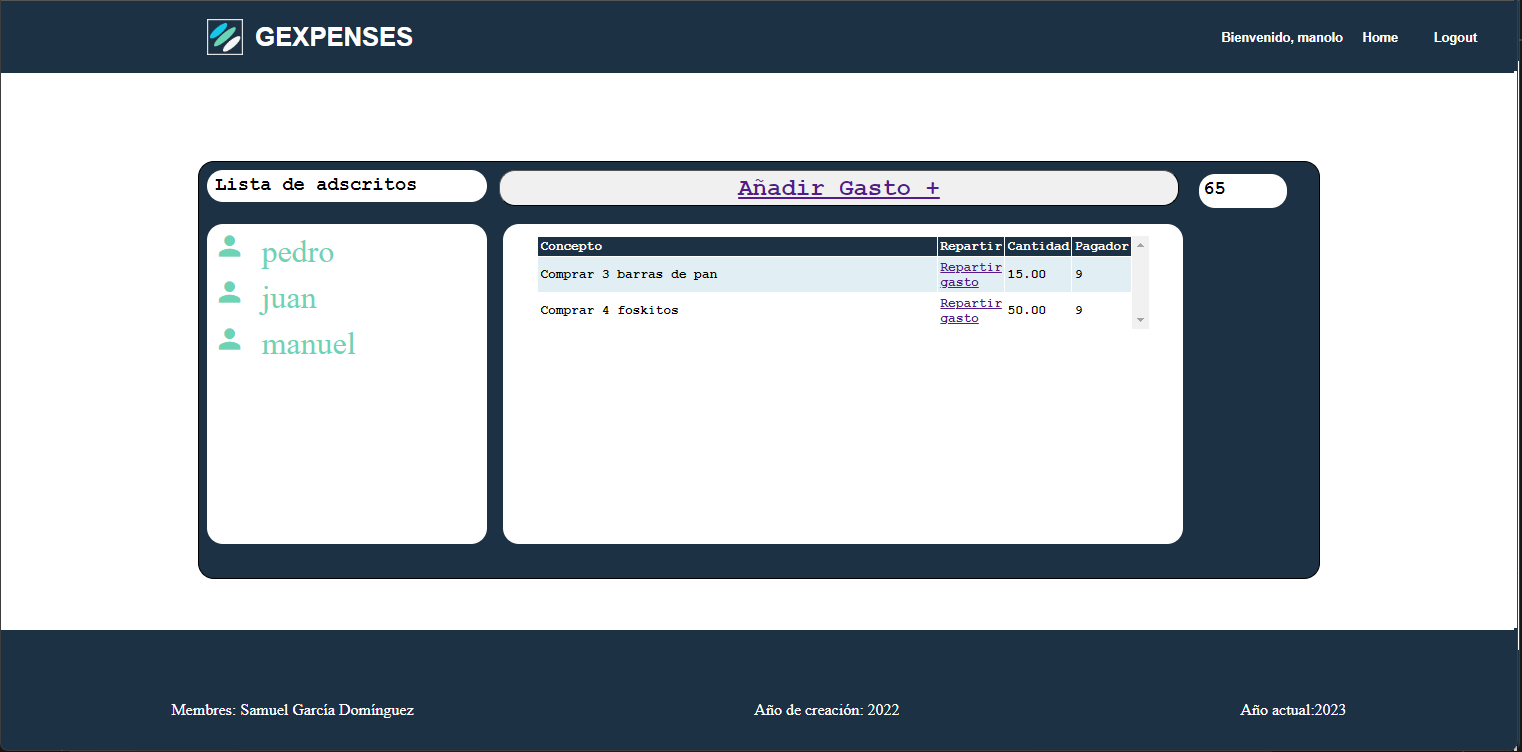 GEXPENSES
Bienvenido, manolo Home Logout
Lista de adscritos
Añadir Gasto +
65
pedro
juan
manuel
Concepto Repartir Cantidad Pagador
Comprar 3 barras de pan Repartir gasto 15.00 9
Comprar 4 foskitos Repartir gasto 50.00 9
Membres: Samuel García Domínguez
Año de creación: 2022
Año actual:2023